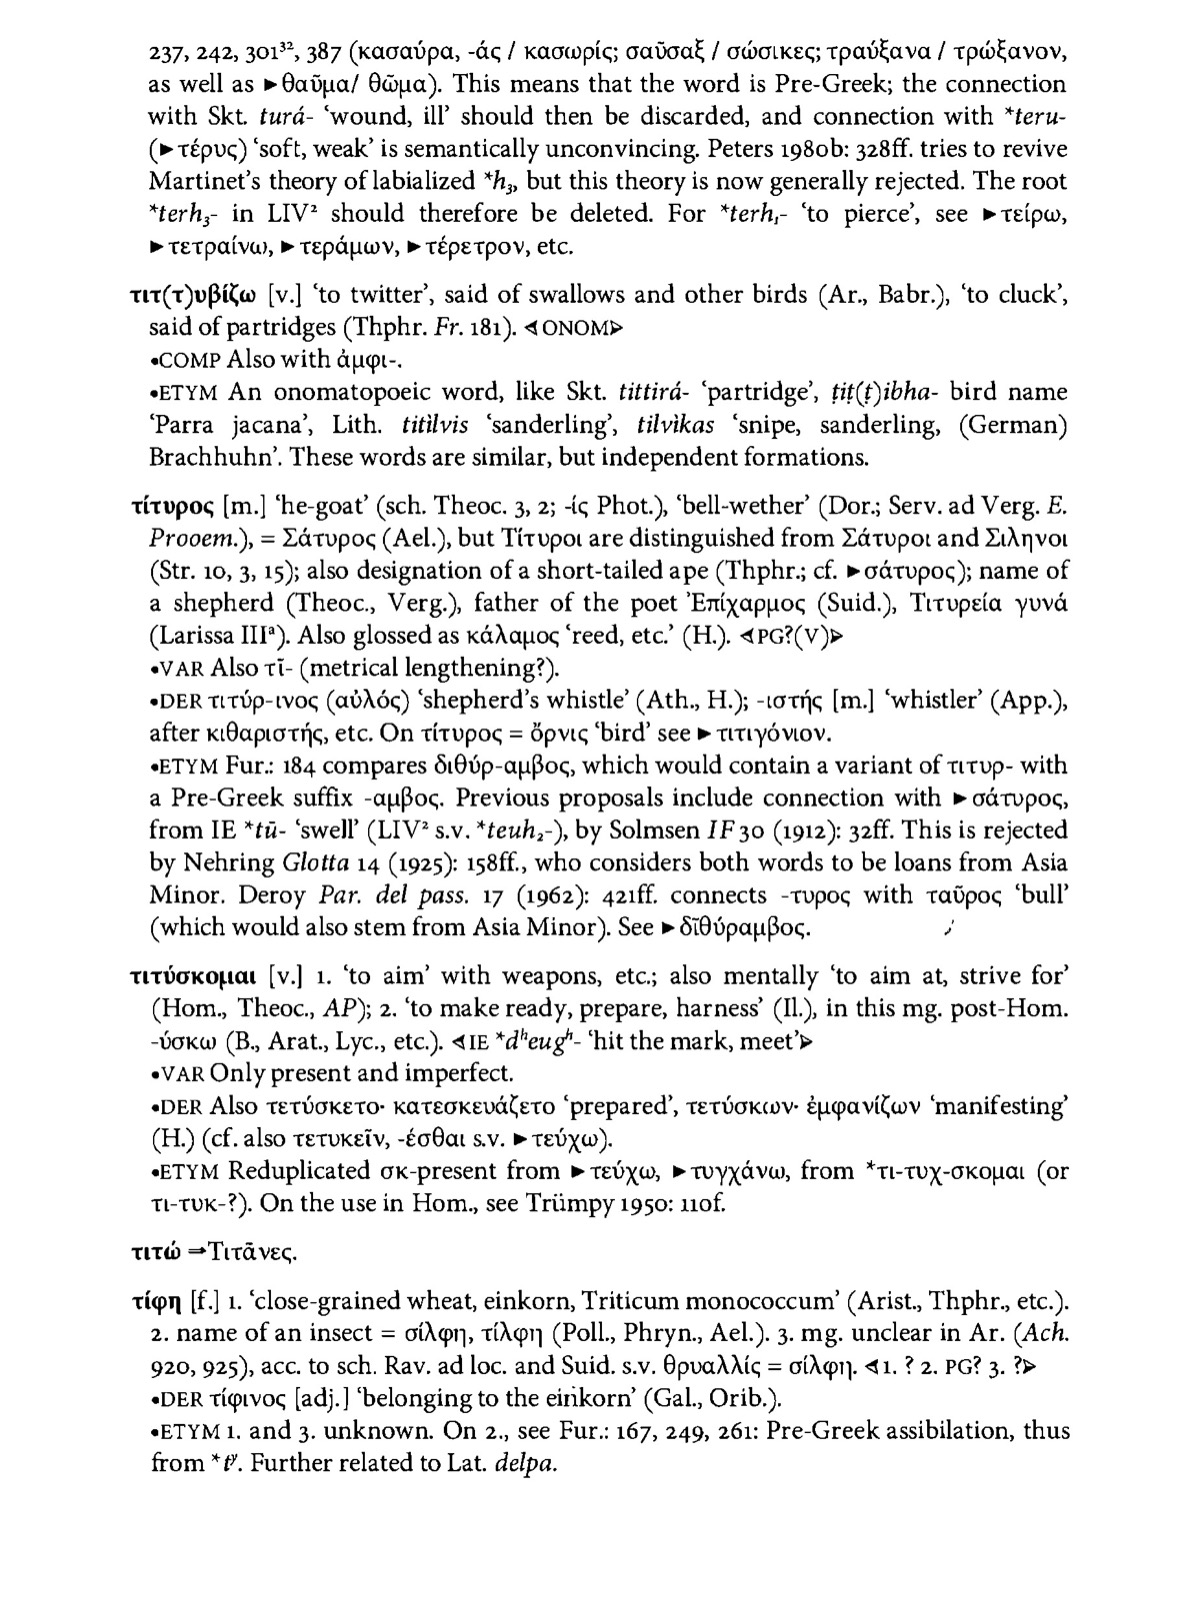 237, 242, 301³², 387 (κασαύρα, -άς / κασωρίς; σαῦσαξ / σώσικες; τραύξανα / τρώξανον,
as well as ►θαῦμα/ θῶμα). This means that the word is Pre-Greek; the connection
with Skt. turá- ‘wound, ill’ should then be discarded, and connection with *teru-
(►τέρυς) ‘soft, weak’ is semantically unconvincing. Peters 1980b: 328ff. tries to revive
Martinet’s theory of labialized *h₃, but this theory is now generally rejected. The root
*terh₃- in LIV² should therefore be deleted. For *terh₁- ‘to pierce’, see ►τείρω,
►τετραίνω, ►τεράμων, ►τέρετρον, etc.
τιτ(τ)υβίζω [v.] ‘to twitter’, said of swallows and other birds (Ar., Babr.), ‘to cluck’,
said of partridges (Thphr. Fr. 181). ⋖ONOM⋗
•COMP Also with ἀμφι-.
•ETYM An onomatopoeic word, like Skt. tittirá- ‘partridge’, ṭiṭ(ṭ)ibha- bird name
‘Parra jacana’, Lith. titìlvis ‘sanderling’, tilvìkas ‘snipe, sanderling, (German)
Brachhuhn’. These words are similar, but independent formations.
τίτυρος [m.] ‘he-goat’ (sch. Theoc. 3, 2; -ίς Phot.), ‘bell-wether’ (Dor.; Serv. ad Verg. E.
Prooem.), = Σάτυρος (Ael.), but Τίτυροι are distinguished from Σάτυροι and Σιληνοι
(Str. 10, 3, 15); also designation of a short-tailed ape (Thphr.; cf. ►σάτυρος); name of
a shepherd (Theoc., Verg.), father of the poet Ἐπίχαρμος (Suid.), Τιτυρεία γυνά
(Larissa IIIᵃ). Also glossed as κάλαμος ‘reed, etc.’ (H.). ⋖PG?(V)⋗
•VAR Also τῑ- (metrical lengthening?).
•DER τιτύρ-ινος (αὐλός) ‘shepherd’s whistle’ (Ath., H.); -ιστής [m.] ‘whistler’ (App.),
after κιθαριστής, etc. On τίτυρος = ὄρνις ‘bird’ see ►τιτιγόνιον.
•ETYM Fur.: 184 compares διθύρ-αμβος, which would contain a variant of τιτυρ- with
a Pre-Greek suffix -αμβος. Previous proposals include connection with ►σάτυρος,
from IE *tū- ‘swell’ (LIV² s.v. *teuh₂-), by Solmsen IF 30 (1912): 32ff. This is rejected
by Nehring Glotta 14 (1925): 158ff., who considers both words to be loans from Asia
Minor. Deroy Par. del pass. 17 (1962): 421ff. connects -τυρος with ταῦρος ‘bull’
(which would also stem from Asia Minor). See ►δῑθύραμβος.
τιτύσκομαι [v.] 1. ‘to aim’ with weapons, etc.; also mentally ‘to aim at, strive for’
(Hom., Theoc., AP); 2. ‘to make ready, prepare, harness’ (Il.), in this mg. post-Hom.
-ύσκω (B., Arat., Lyc., etc.). ⋖IE *dʰeugʰ- ‘hit the mark, meet’⋗
•VAR Only present and imperfect.
•DER Also τετύσκετο· κατεσκευάζετο ‘prepared’, τετύσκων· ἐμφανίζων ‘manifesting’
(H.) (cf. also τετυκεῖν, -έσθαι s.v. ►τεύχω).
•ETYM Reduplicated σκ-present from ►τεύχω, ►τυγχάνω, from *τι-τυχ-σκομαι (or
τι-τυκ-?). On the use in Hom., see Trümpy 1950: 110f.
τιτώ ⇒Τιτᾶνες.
τίφη [f.] 1. ‘close-grained wheat, einkorn, Triticum monococcum’ (Arist., Thphr., etc.).
2. name of an insect = σίλφη, τίλφη (Poll., Phryn., Ael.). 3. mg. unclear in Ar. (Ach.
920, 925), acc. to sch. Rav. ad loc. and Suid. s.v. θρυαλλίς = σίλφη. ⋖1. ? 2. PG? 3. ?⋗
•DER τίφινος [adj.] ‘belonging to the einkorn’ (Gal., Orib.).
•ETYM 1. and 3. unknown. On 2., see Fur.: 167, 249, 261: Pre-Greek assibilation, thus
from *tʸ. Further related to Lat. delpa.